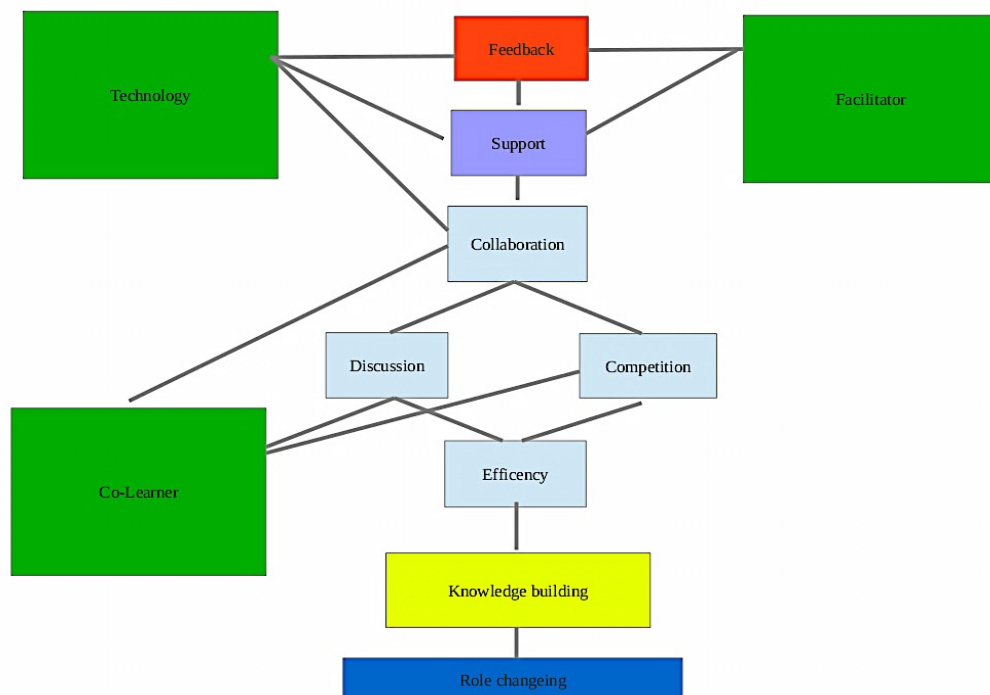 Feedback
Technology
Facilitator
Support
Collaboration
Discussion
Competition
Efficency
Co-Learner
Knowledge building
Role changeing